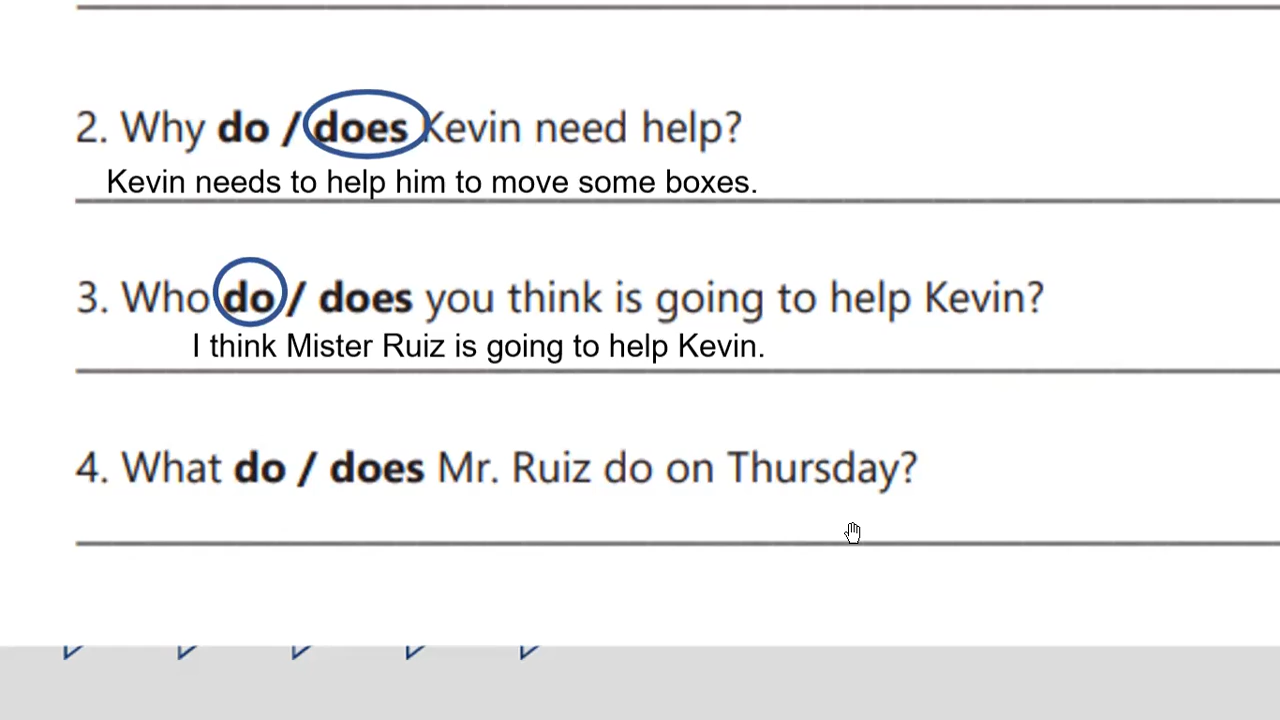 2. Why do / does Kevin need help?
Kevin needs to help him to move some boxes.
3. Who do / does you think is going to help Kevin?
I think Mister Ruiz is going to help Kevin.
4. What do / does Mr. Ruiz do on Thursday?